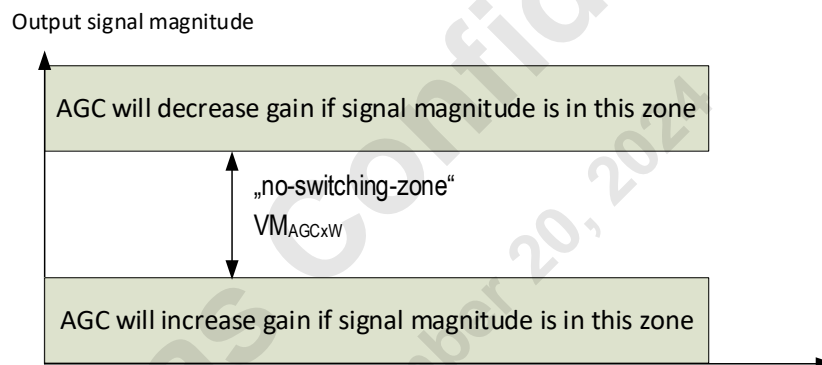 Output signal magnitude
AGC will decrease gain if signal magnitude is in this zone
„no-switching-zone“
VMAGCxW
AGC will increase gain if signal magnitude is in this zone